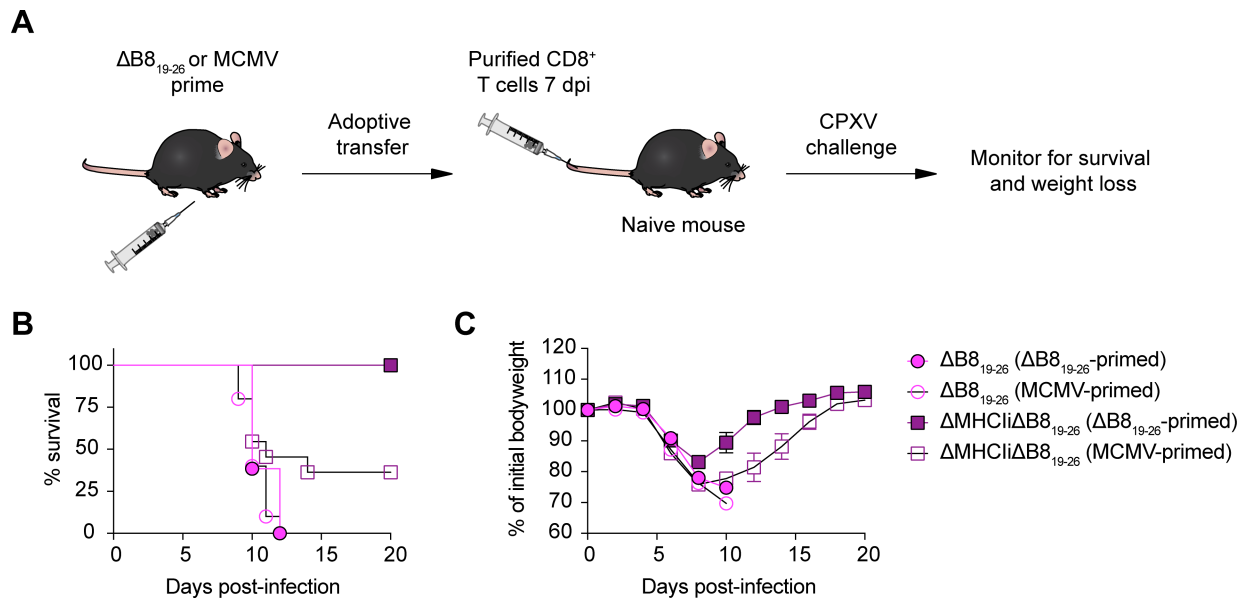 A
ΔB8₁₉₋₂₆ or MCMV
prime
Adoptive
transfer
Purified CD8⁺
T cells 7 dpi
Naive mouse
CPXV
challenge
Monitor for survival
and weight loss
B
% survival
100
75
50
25
0
0 5 10 15 20
Days post-infection
C
% of initial bodyweight
120
110
100
90
80
70
60
0 5 10 15 20
Days post-infection
ΔB8₁₉₋₂₆ (ΔB8₁₉₋₂₆-primed)
ΔB8₁₉₋₂₆ (MCMV-primed)
ΔMHCIiΔB8₁₉₋₂₆ (ΔB8₁₉₋₂₆-primed)
ΔMHCIiΔB8₁₉₋₂₆ (MCMV-primed)